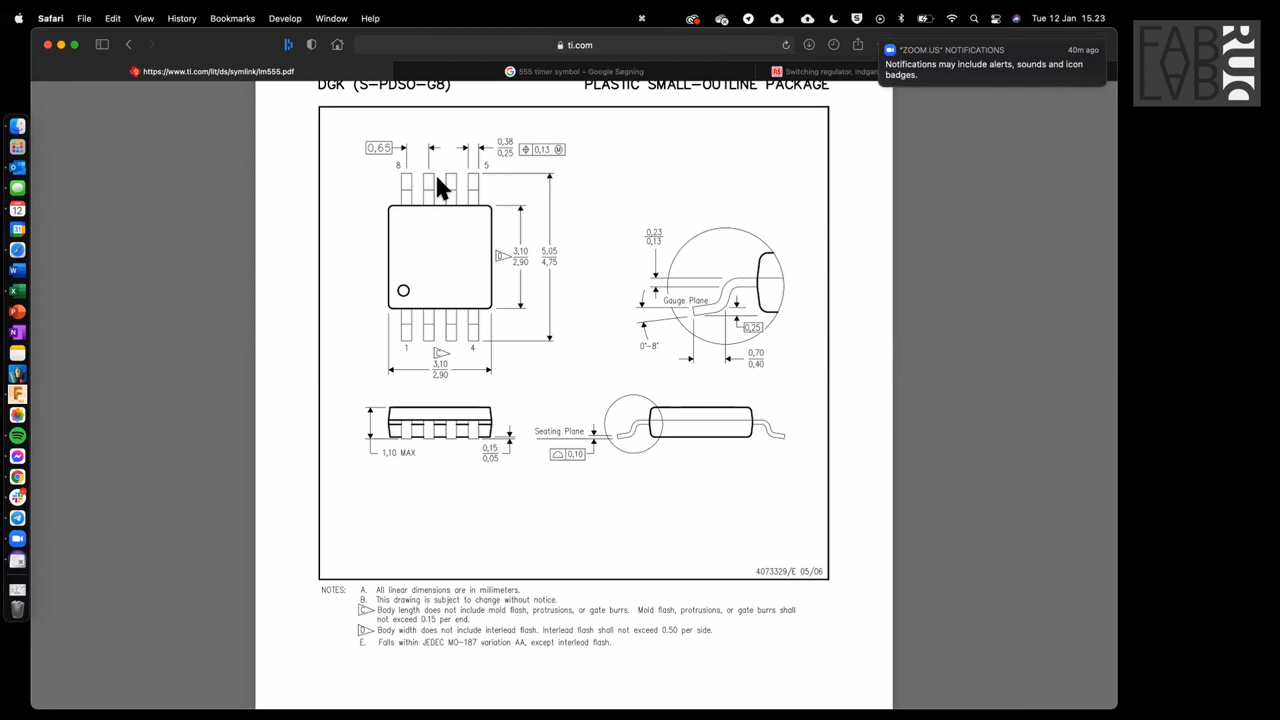 Safari File Edit View History Bookmarks Develop Window Help Tue 12 Jan 15.23
ti.com
"ZOOM.US" NOTIFICATIONS 40m ago
Notifications may include alerts, sounds and icon
badges.
https://www.ti.com/lit/ds/symlink/lm555.pdf 555 timer symbol – Google Søgning Switching regulator, Indgan
FAB
LAB
RUC
DGK (S-PDSO-G8) PLASTIC SMALL-OUTLINE PACKAGE
0,65
0,38
0,25
0,13 M
8 5
3,10
2,90
5,05
4,75
1 4
3,10
2,90
0,23
0,13
Gauge Plane
0,25
0°–8°
0,70
0,40
1,10 MAX
0,15
0,05
Seating Plane
0,10
4073329/E 05/06
NOTES: A. All linear dimensions are in millimeters.
B. This drawing is subject to change without notice.
C Body length does not include mold flash, protrusions, or gate burrs. Mold flash, protrusions, or gate burrs shall
not exceed 0.15 per end.
D Body width does not include interlead flash. Interlead flash shall not exceed 0.50 per side.
E. Falls within JEDEC MO-187 variation AA, except interlead flash.